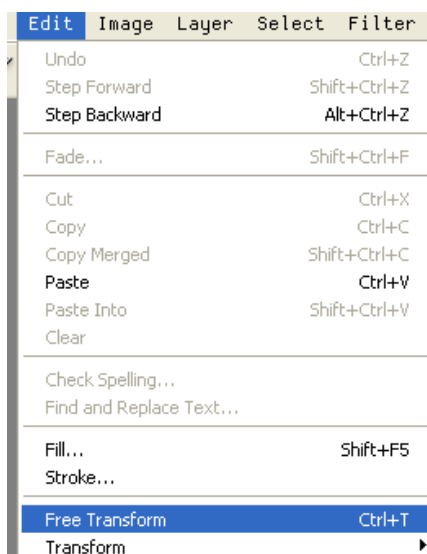 Edit Image Layer Select Filter
Undo Ctrl+Z
Step Forward Shift+Ctrl+Z
Step Backward Alt+Ctrl+Z
Fade... Shift+Ctrl+F
Cut Ctrl+X
Copy Ctrl+C
Copy Merged Shift+Ctrl+C
Paste Ctrl+V
Paste Into Shift+Ctrl+V
Clear
Check Spelling...
Find and Replace Text...
Fill... Shift+F5
Stroke...
Free Transform Ctrl+T
Transform